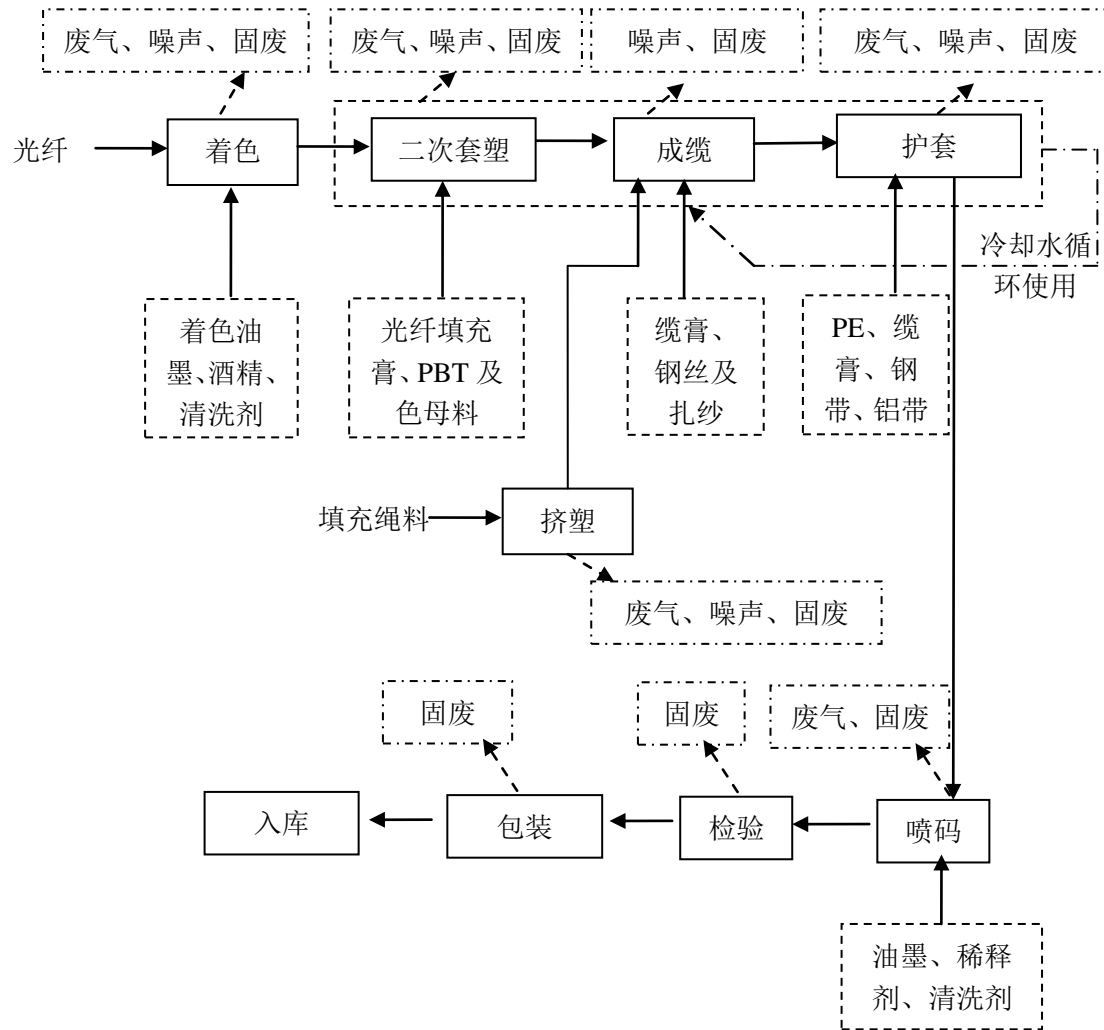 废气、噪声、固废
废气、噪声、固废
噪声、固废
废气、噪声、固废
光纤
着色
二次套塑
成缆
护套
冷却水循
环使用
着色油
墨、酒精、
清洗剂
光纤填充
膏、PBT 及
色母料
缆膏、
钢丝及
扎纱
PE、缆
膏、钢
带、铝带
填充绳料
挤塑
废气、噪声、固废
固废
固废
废气、固废
入库
包装
检验
喷码
油墨、稀释
剂、清洗剂